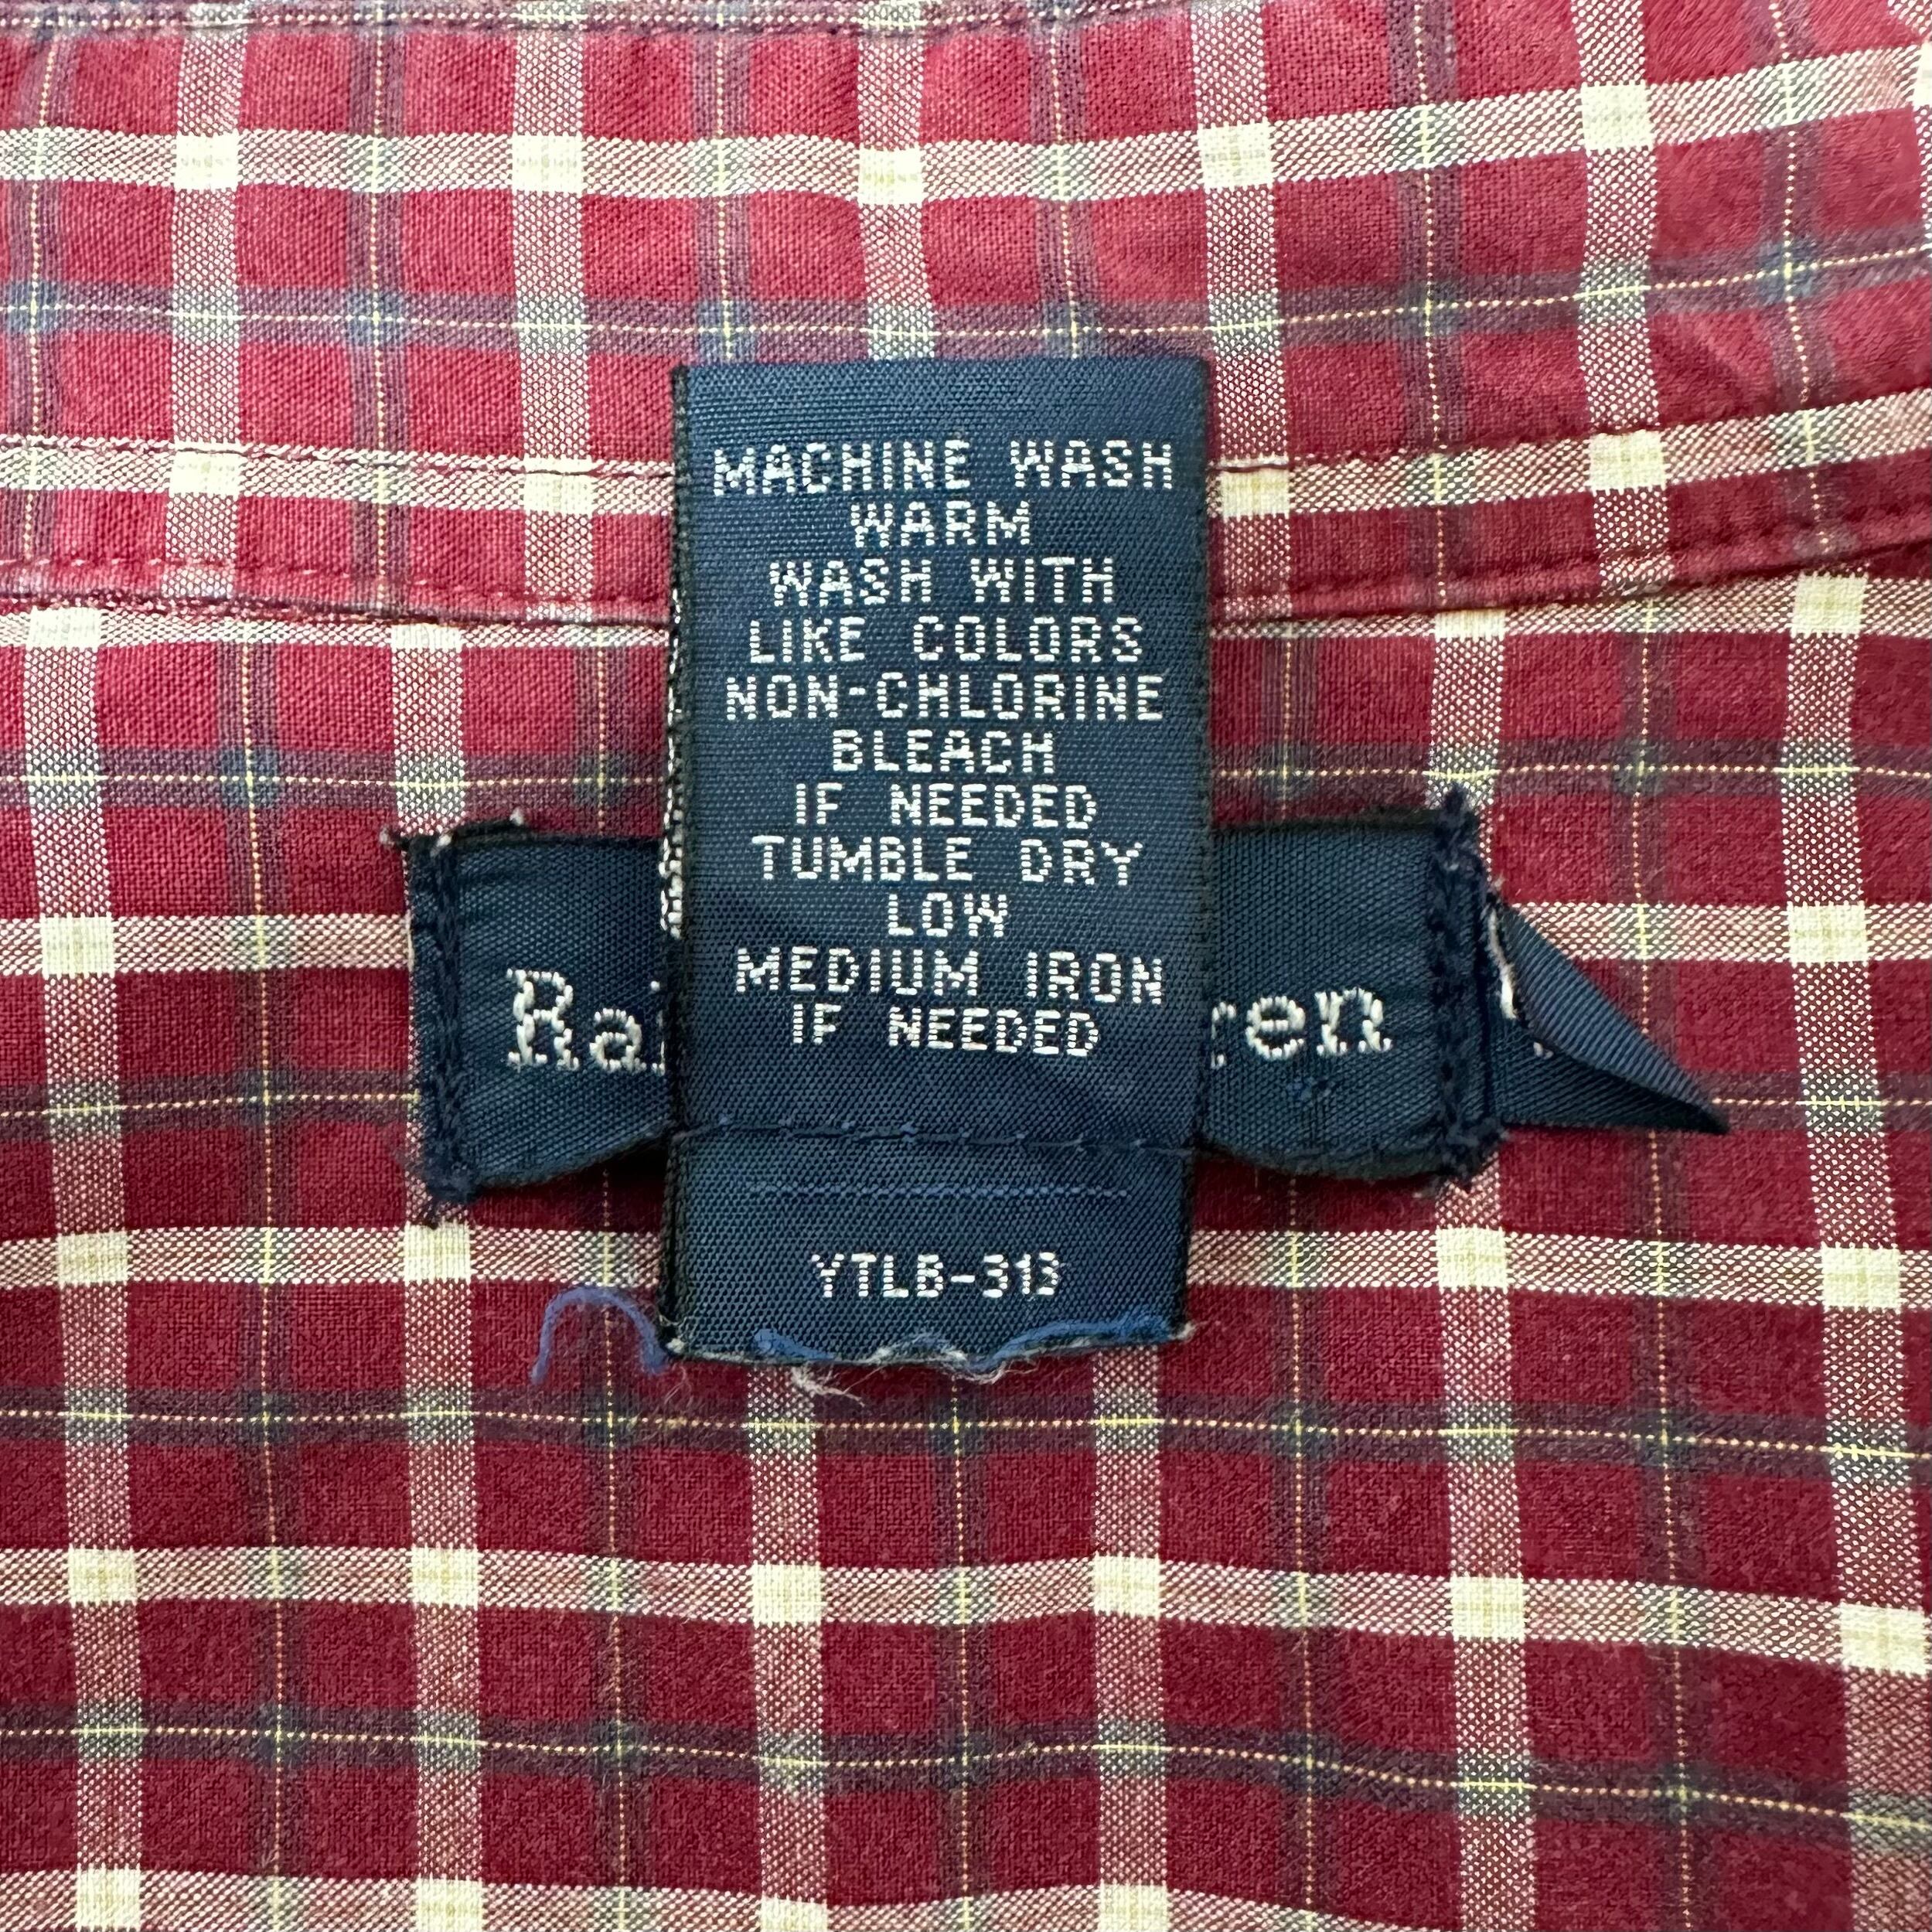 MACHINE WASH
WARM
WASH WITH
LIKE COLORS
NON-CHLORINE
BLEACH
IF NEEDED
TUMBLE DRY
LOW
MEDIUM IRON
IF NEEDED
YTLB-313